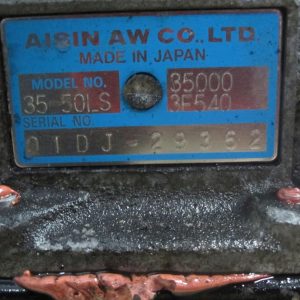 AISIN AW CO.,LTD
MADE IN JAPAN
MODEL NO.
35-50LS
35000
3E540
SERIAL NO.
01DJ-29362